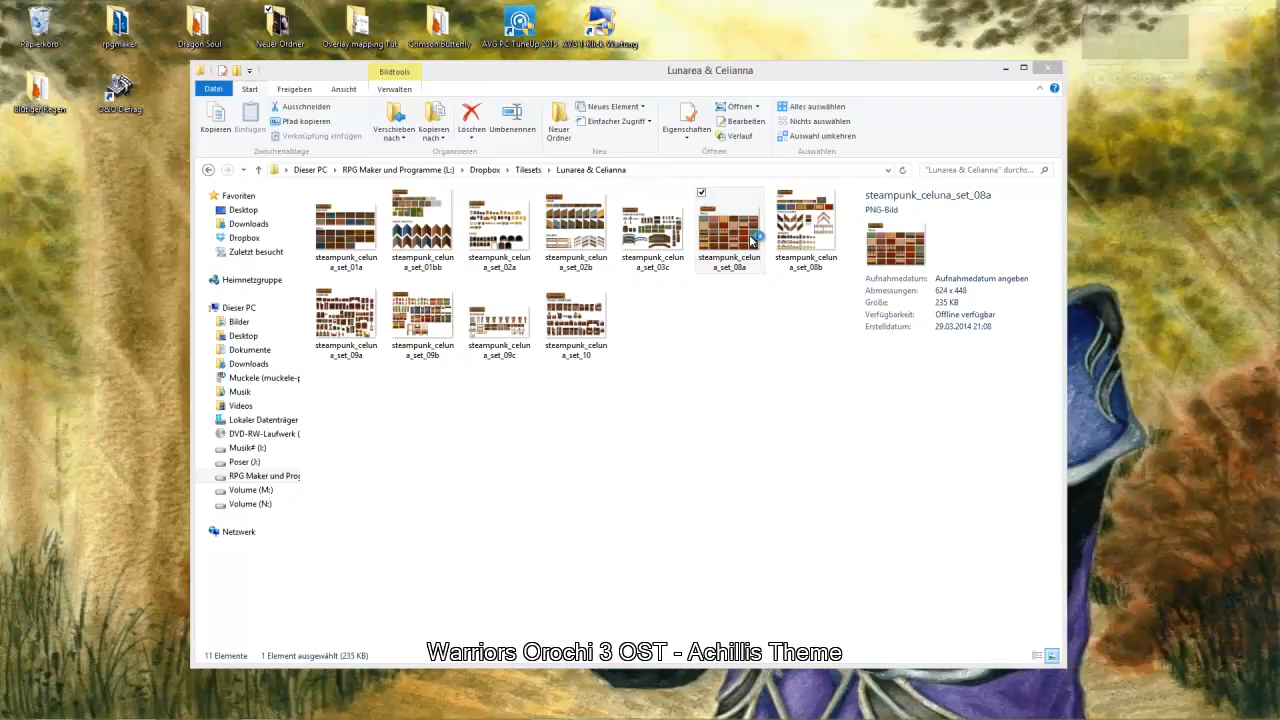 Papierkorb
rpgmaker
Dragon Soul
Neuer Ordner
Overlay mapping Tut
Crimson Butterfly
AVG PC TuneUp 2015
AVG 1-Klick-Wartung
Blutiger Regen
O&O Defrag
Lunarea & Celianna
Bildtools
Datei
Start
Freigeben
Ansicht
Verwalten
Kopieren
Einfügen
Ausschneiden
Pfad kopieren
Verknüpfung einfügen
Zwischenablage
Verschieben nach
Kopieren nach
Löschen
Umbenennen
Organisieren
Neuer Ordner
Neues Element
Einfacher Zugriff
Neu
Eigenschaften
Öffnen
Bearbeiten
Verlauf
Öffnen
Alles auswählen
Nichts auswählen
Auswahl umkehren
Auswählen
Dieser PC
RPG Maker und Programme (L:)
Dropbox
Tilesets
Lunarea & Celianna
"Lunarea & Celianna" durchs...
Favoriten
Desktop
Downloads
Dropbox
Zuletzt besucht
Heimnetzgruppe
Dieser PC
Bilder
Desktop
Dokumente
Downloads
Muckele (muckele-p
Musik
Videos
Lokaler Datenträger
DVD-RW-Laufwerk (
Musik# (I:)
Poser (J:)
RPG Maker und Prog
Volume (M:)
Volume (N:)
Netzwerk
steampunk_celun
a_set_01a
steampunk_celun
a_set_01bb
steampunk_celun
a_set_02a
steampunk_celun
a_set_02b
steampunk_celun
a_set_03c
steampunk_celun
a_set_08a
steampunk_celun
a_set_08b
steampunk_celun
a_set_09a
steampunk_celun
a_set_09b
steampunk_celun
a_set_09c
steampunk_celun
a_set_10
steampunk_celuna_set_08a
PNG-Bild
Aufnahmedatum: Aufnahmedatum angeben
Abmessungen: 624 x 448
Größe: 235 KB
Verfügbarkeit: Offline verfügbar
Erstelldatum: 29.03.2014 21:08
11 Elemente
1 Element ausgewählt (235 KB)
Warriors Orochi 3 OST - Achillis Theme